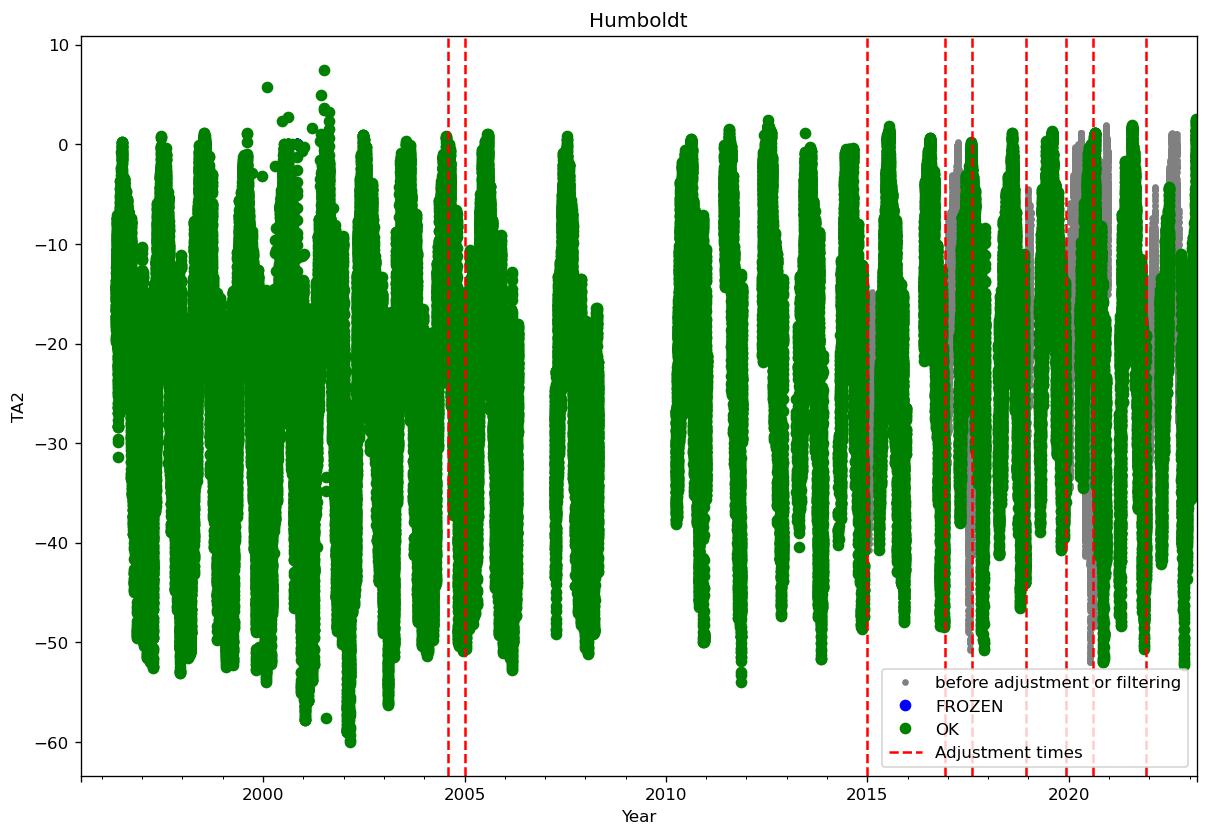 Humboldt
10
0
−10
−20
−30
−40
−50
−60
TA2
2000
2005
2010
2015
2020
Year
before adjustment or filtering
FROZEN
OK
Adjustment times